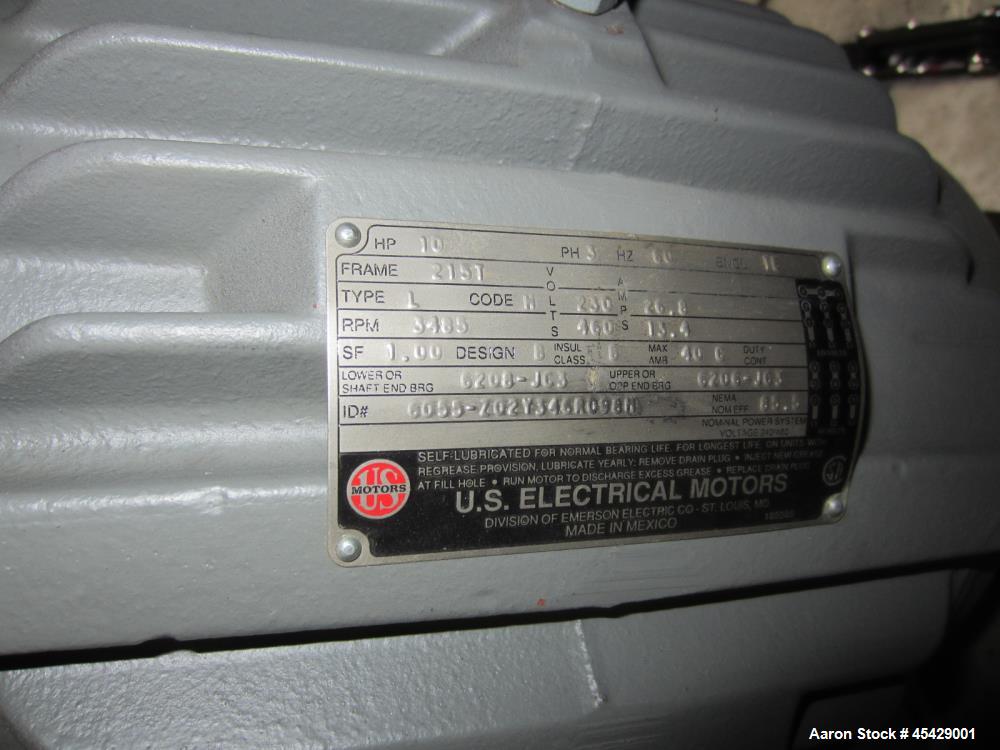 HP 10 PH 3 HZ 60 ENCL
FRAME 215T VOLTS AMPS
TYPE L CODE H 230 26.8
RPM 3485 460 13.4
SF 1.00 DESIGN B INSUL CLASS MAX AMB 40 C DUTY CONT
LOWER OR SHAFT END BRG 6208-J63 UPPER OR OPP END BRG 6206-J63
ID# NEMA NOM EFF
NOMINAL POWER SYSTEM
VOLTAGE
SELF-LUBRICATED FOR NORMAL BEARING LIFE. FOR LONGEST LIFE, ON UNITS WITH
REGREASE PROVISION, LUBRICATE YEARLY: REMOVE DRAIN PLUG • INJECT NEW GREASE
AT FILL HOLE • RUN MOTOR TO DISCHARGE EXCESS GREASE • REPLACE DRAIN PLUG
US MOTORS
U.S. ELECTRICAL MOTORS
DIVISION OF EMERSON ELECTRIC CO - ST. LOUIS, MO
MADE IN MEXICO
Aaron Stock # 45429001